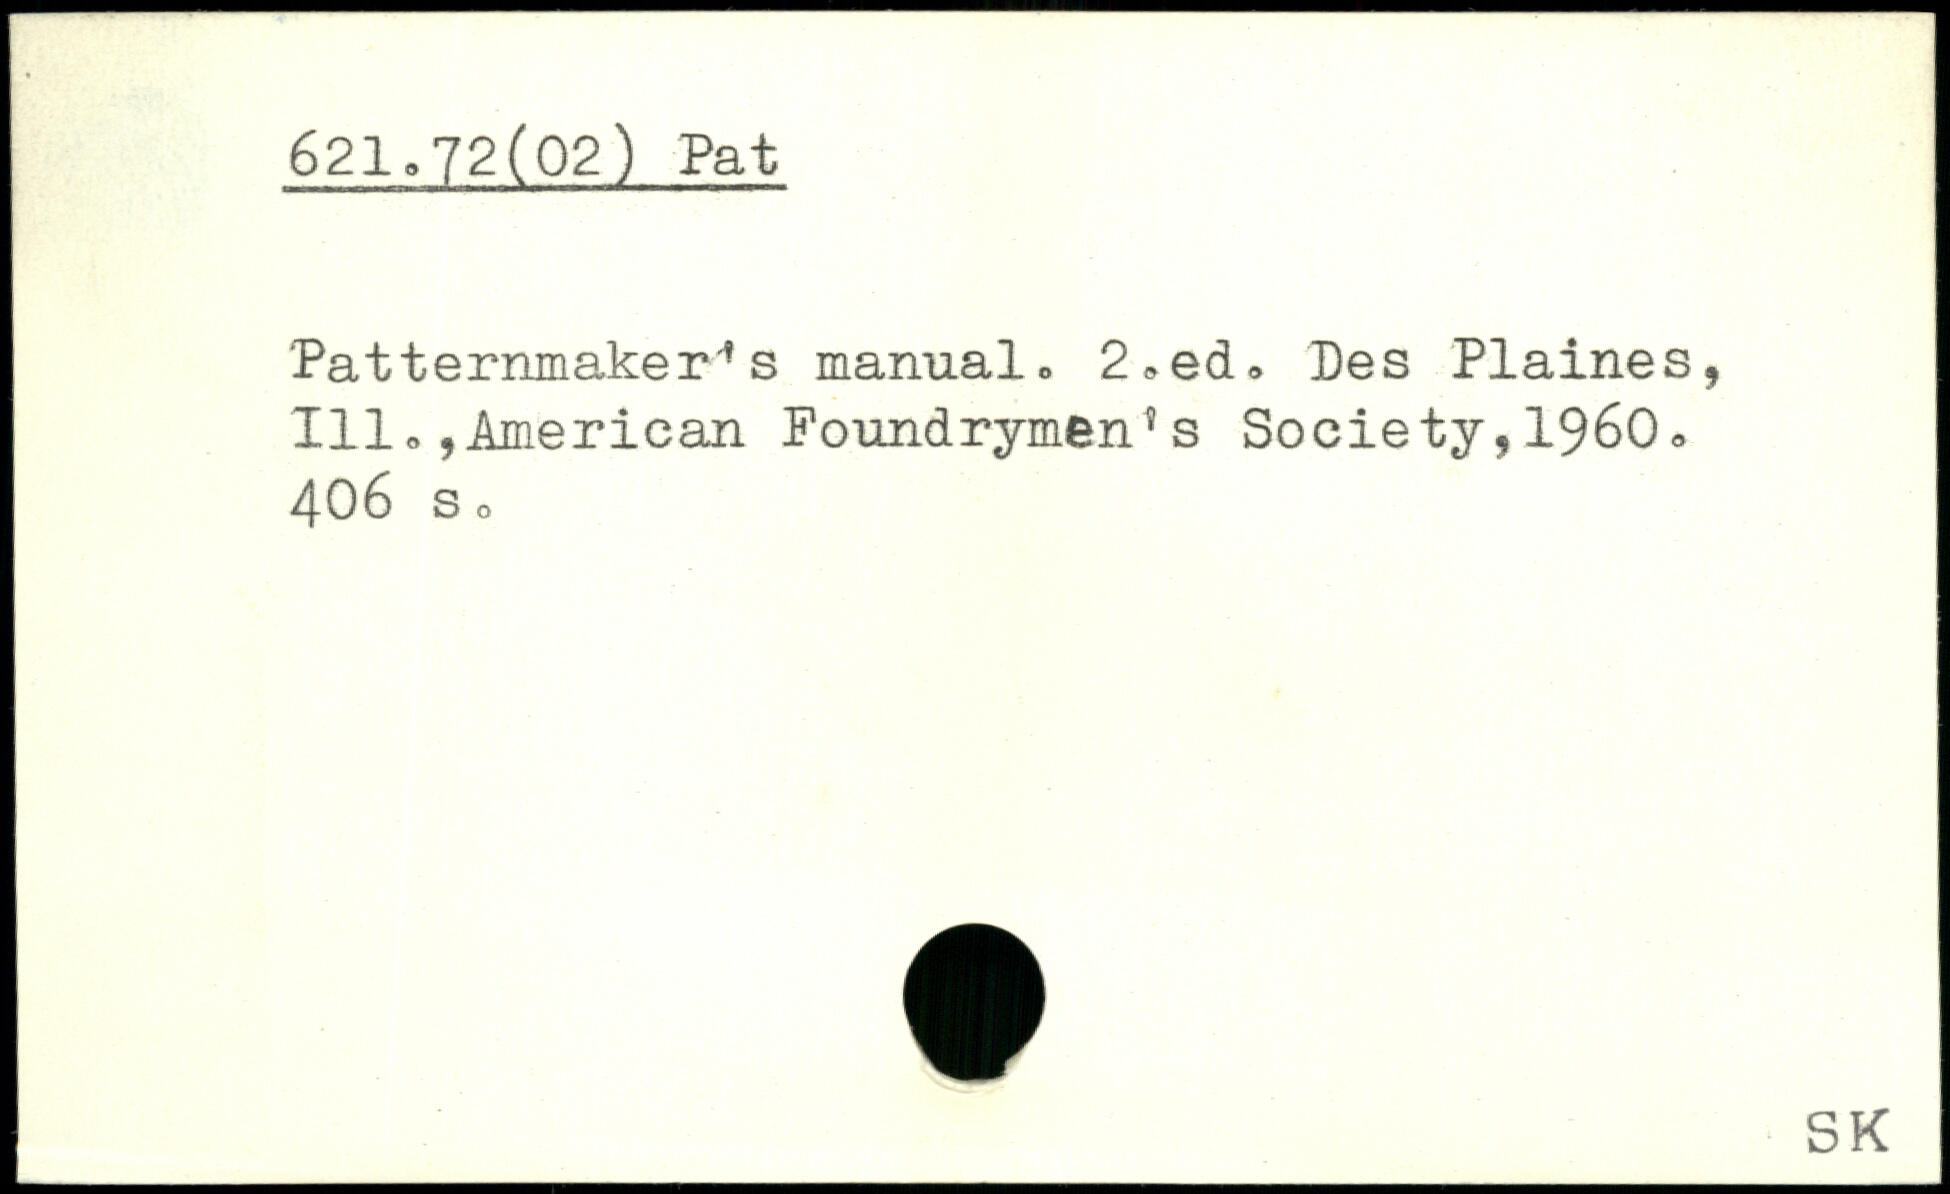 621.72(02) Pat
Patternmaker's manual. 2.ed. Des Plaines,
Ill.,American Foundrymen's Society,1960.
406 s.
SK